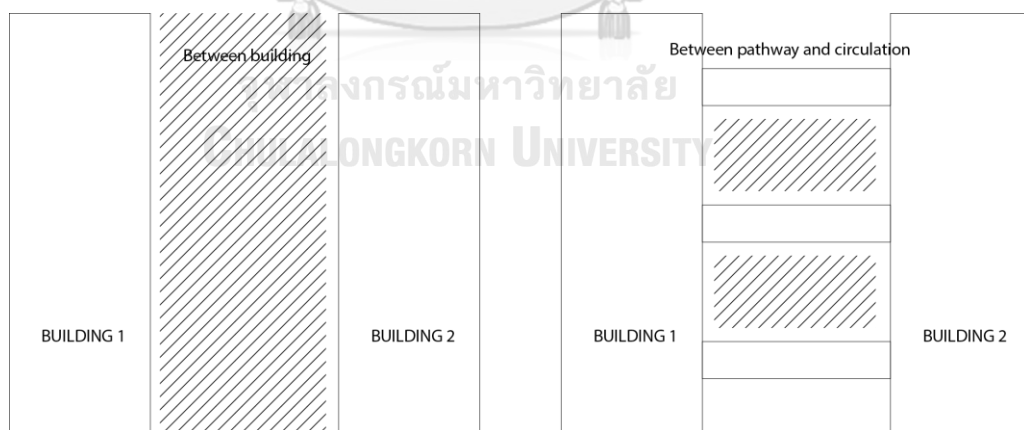 Between building
Between pathway and circulation
จุฬาลงกรณ์มหาวิทยาลัย
CHULALONGKORN UNIVERSITY
BUILDING 1
BUILDING 2
BUILDING 1
BUILDING 2